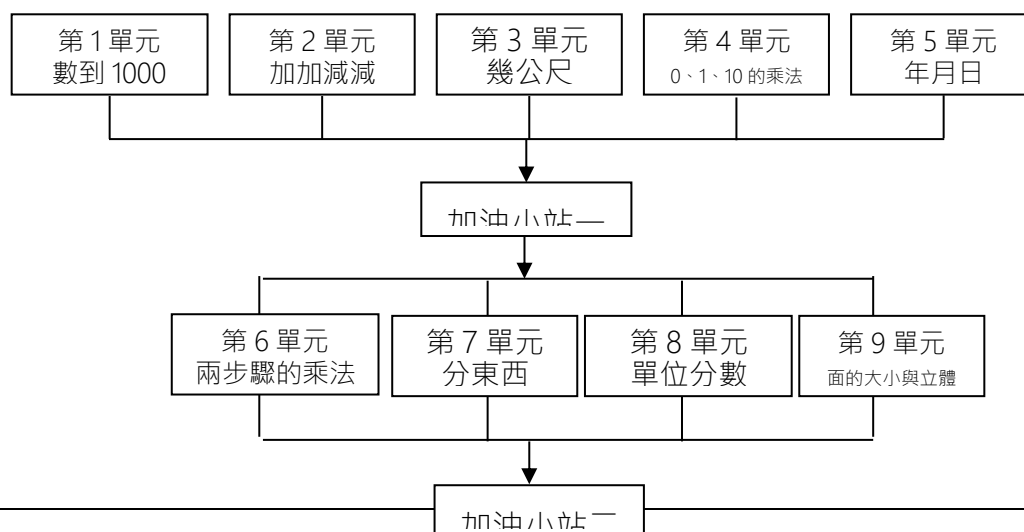 第 1 單元
數到 1000
第 2 單元
加加減減
第 3 單元
幾公尺
第 4 單元
0、1、10 的乘法
第 5 單元
年月日
加油小站一
第 6 單元
兩步驟的乘法
第 7 單元
分東西
第 8 單元
單位分數
第 9 單元
面的大小與立體
加油小站二